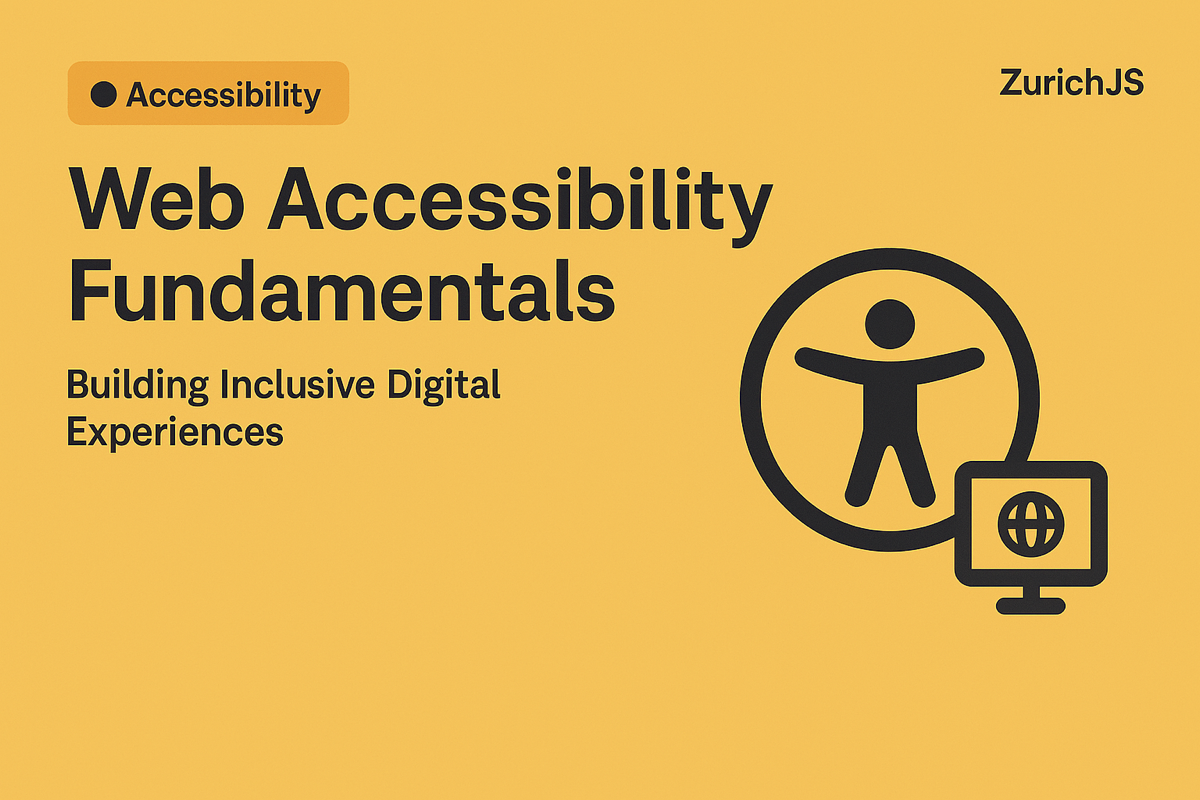 Accessibility
ZurichJS
Web Accessibility
Fundamentals
Building Inclusive Digital
Experiences